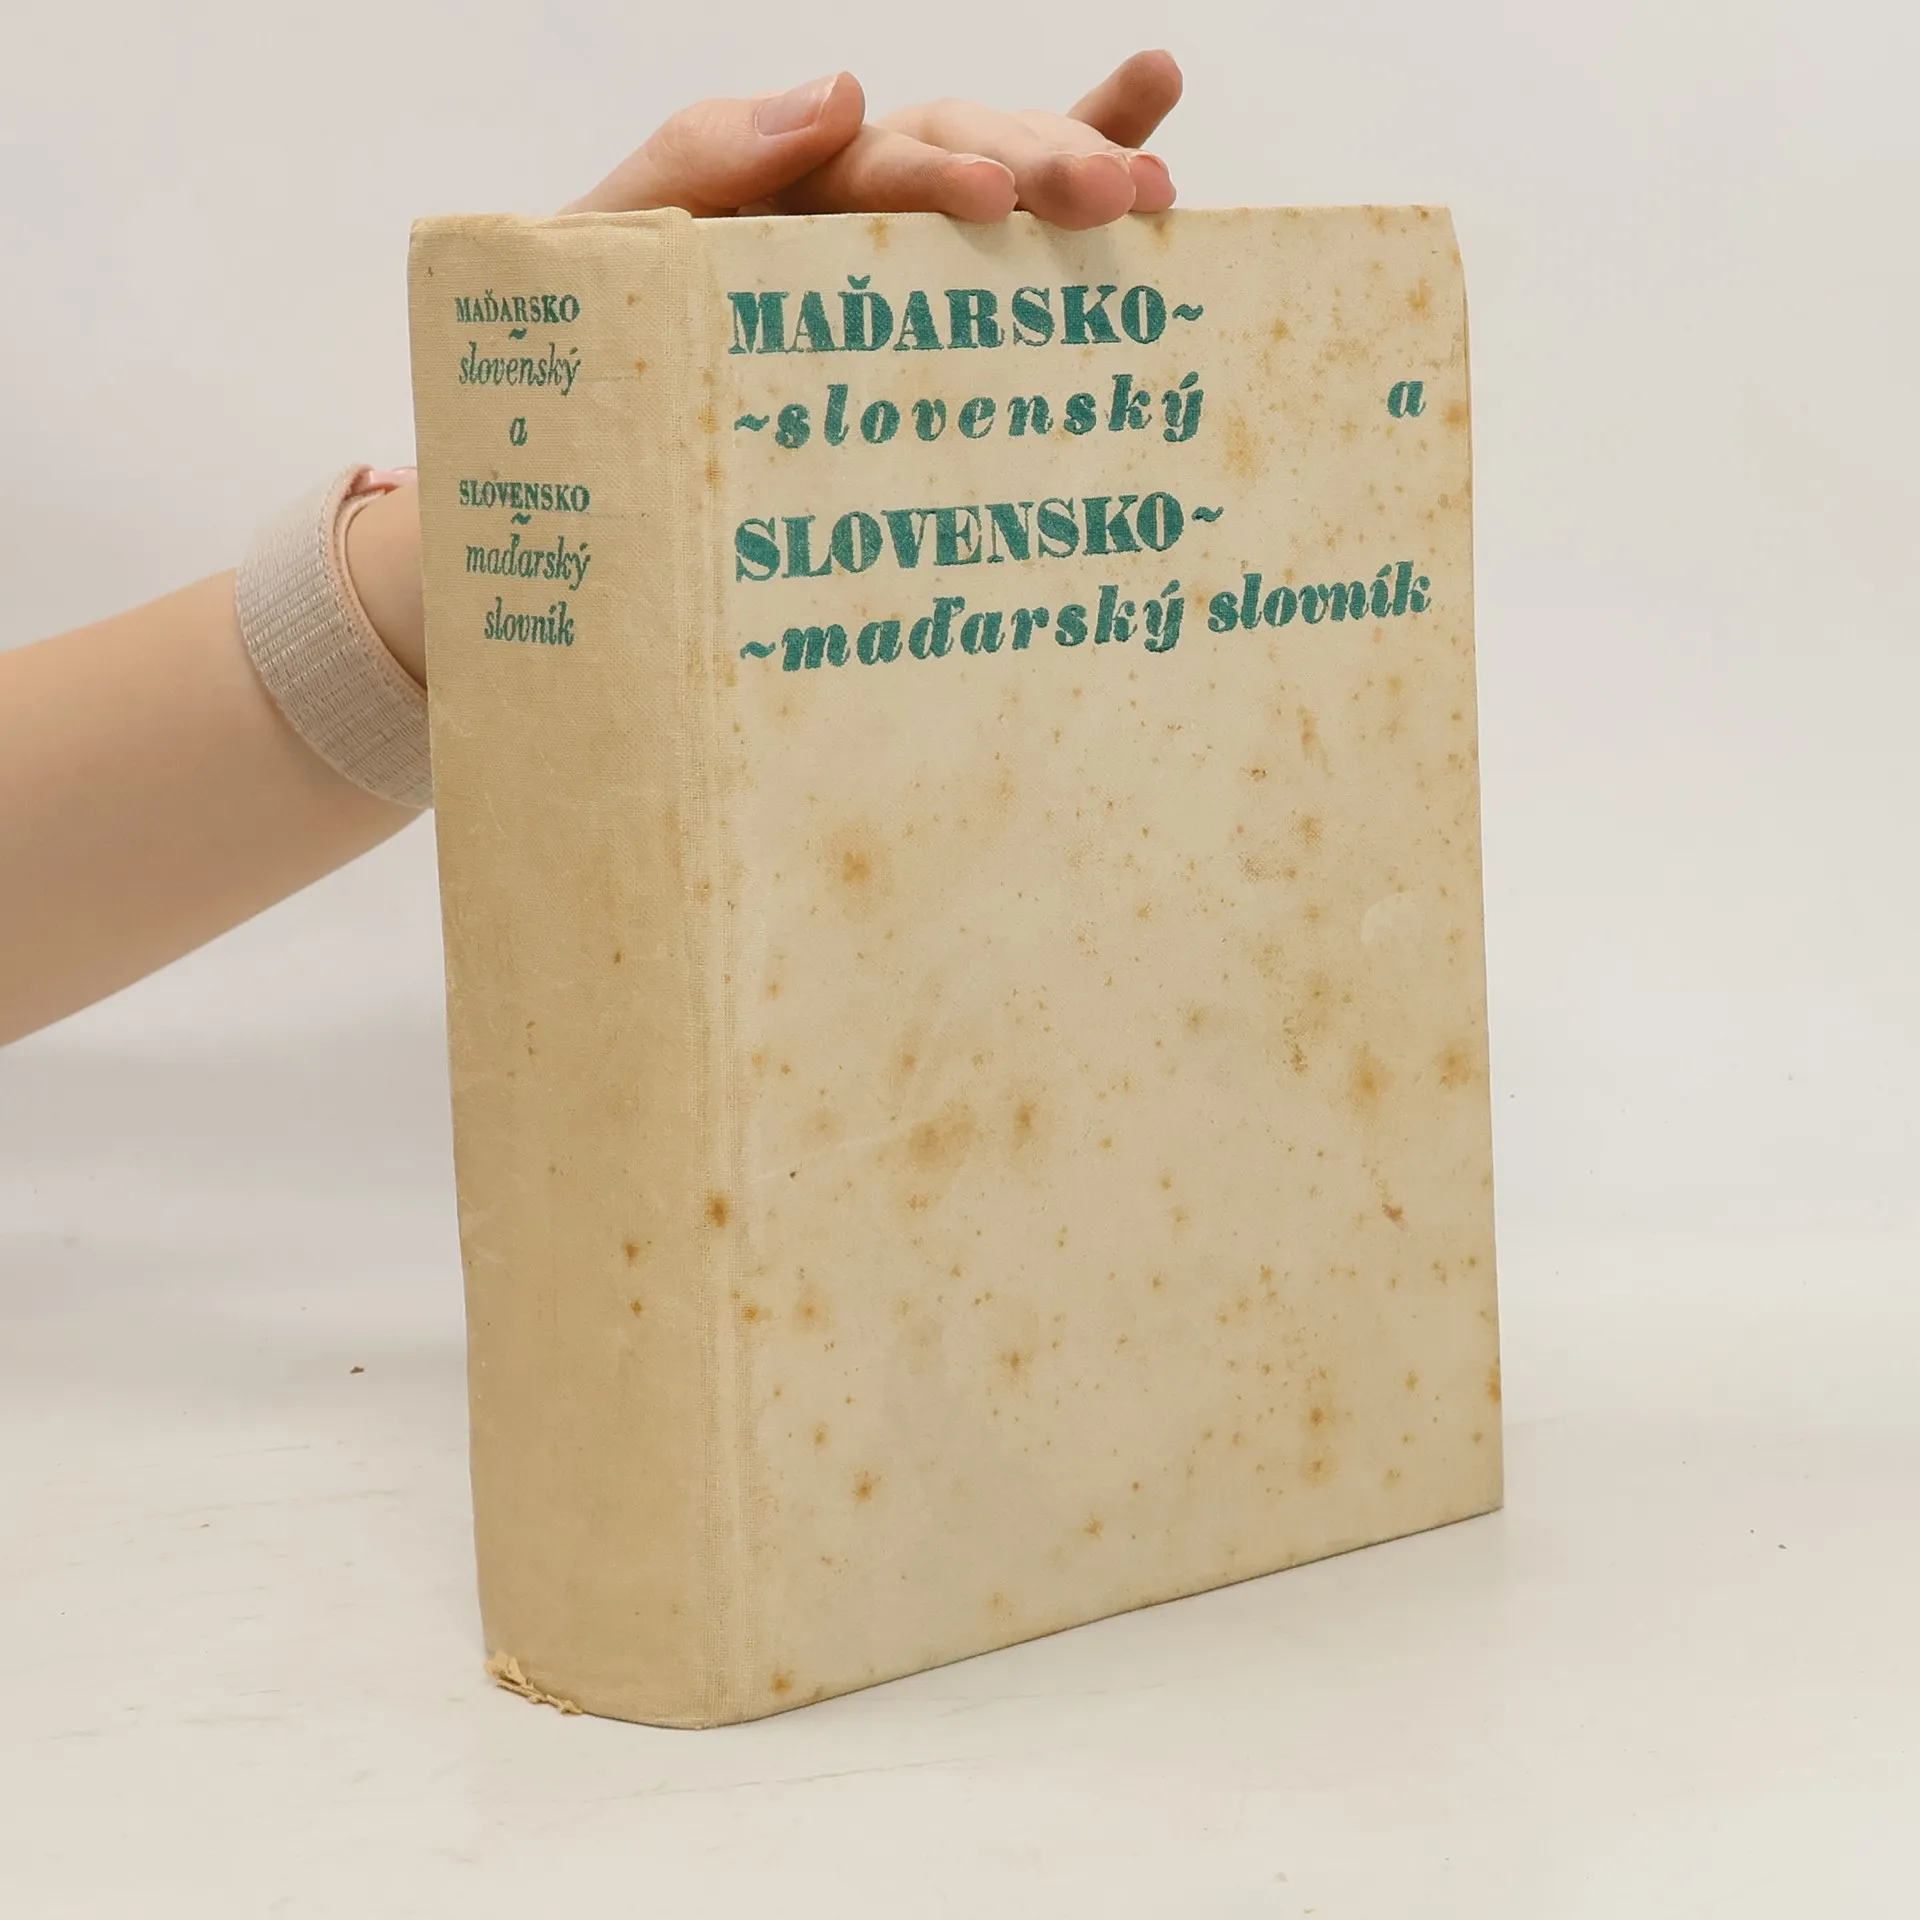 MAĎARSKO
~
slovenský
a
SLOVENSKO
~
maďarský
slovník
MAĎARSKO~
~slovenský a
SLOVENSKO~
~maďarský slovník